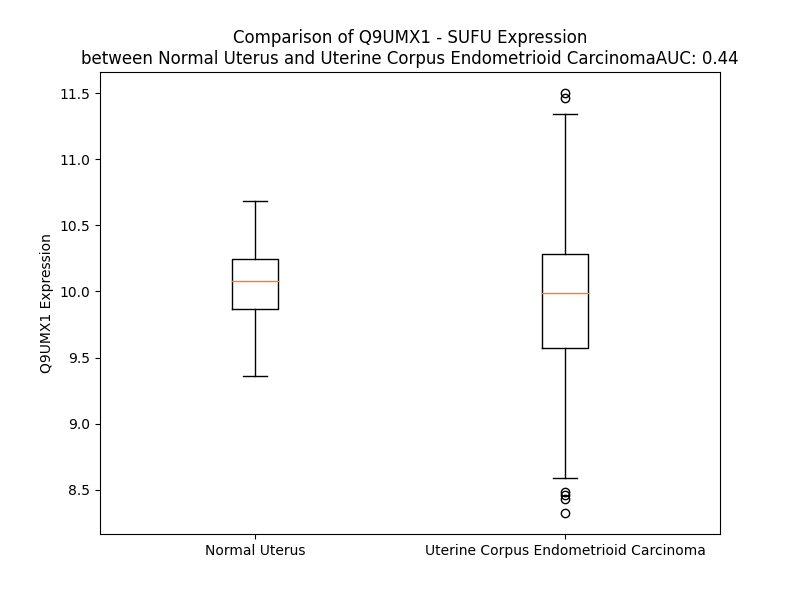 Comparison of Q9UMX1 - SUFU Expression
between Normal Uterus and Uterine Corpus Endometrioid CarcinomaAUC: 0.44
11.5
11.0
10.5
10.0
9.5
9.0
8.5
Q9UMX1 Expression
Normal Uterus
Uterine Corpus Endometrioid Carcinoma